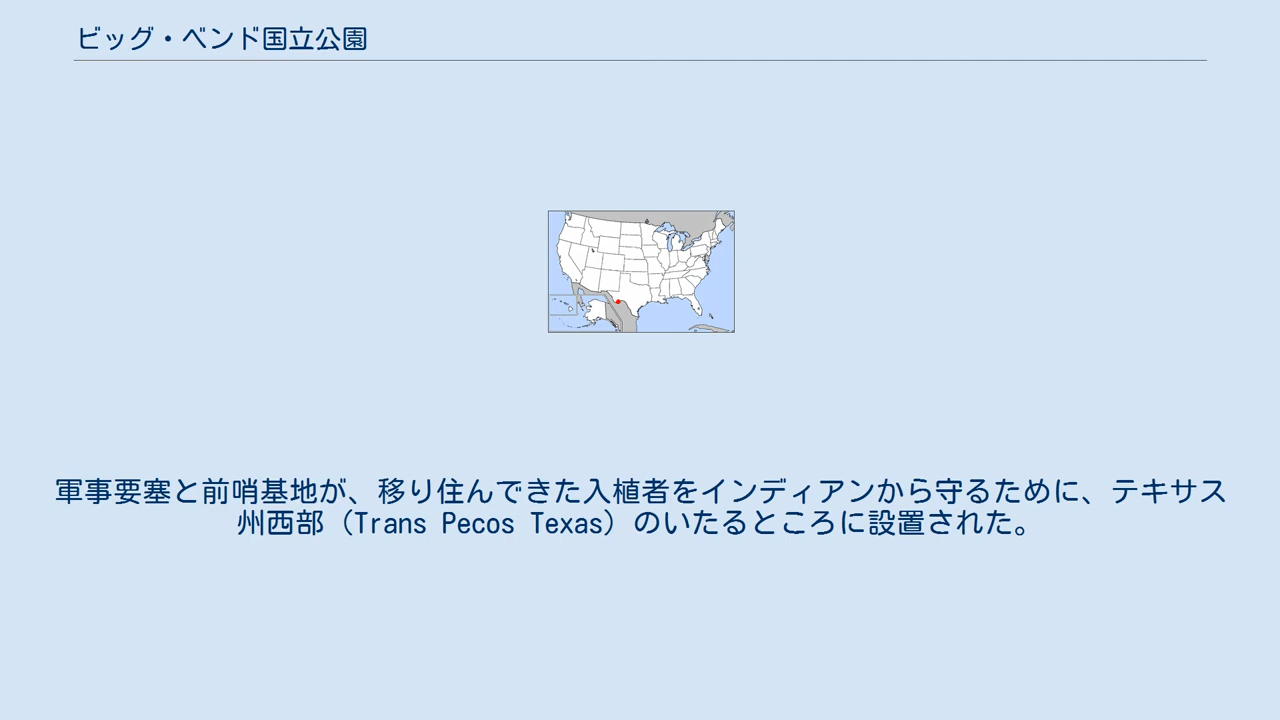 ビッグ・ベンド国立公園
軍事要塞と前哨基地が、移り住んできた入植者をインディアンから守るために、テキサス
州西部（Trans Pecos Texas）のいたるところに設置された。